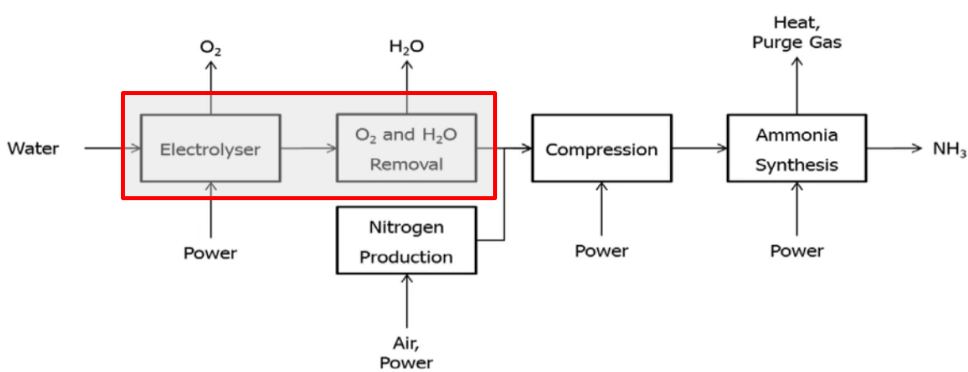 Heat,
Purge Gas
O₂
H₂O
Water
Electrolyser
O₂ and H₂O
Removal
Compression
Ammonia
Synthesis
NH₃
Power
Nitrogen
Production
Power
Power
Air,
Power